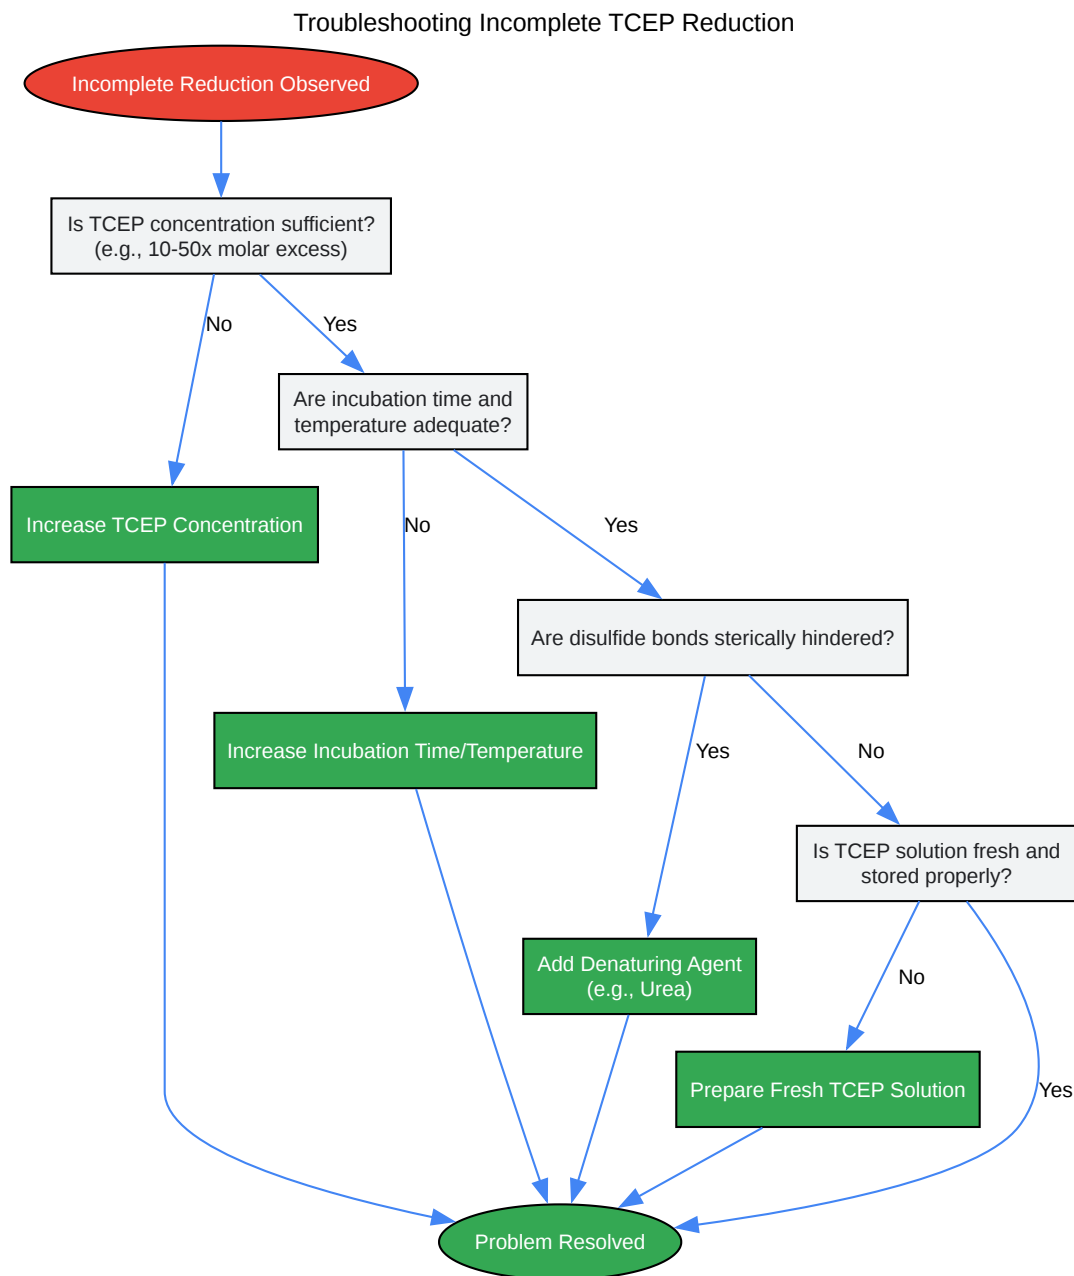 Troubleshooting Incomplete TCEP Reduction
Incomplete Reduction Observed
Is TCEP concentration sufficient?
(e.g., 10-50x molar excess)
No
Yes
Are incubation time and
temperature adequate?
Increase TCEP Concentration
No
Yes
Are disulfide bonds sterically hindered?
Increase Incubation Time/Temperature
Yes
No
Is TCEP solution fresh and
stored properly?
Add Denaturing Agent
(e.g., Urea)
No
Prepare Fresh TCEP Solution
Yes
Problem Resolved